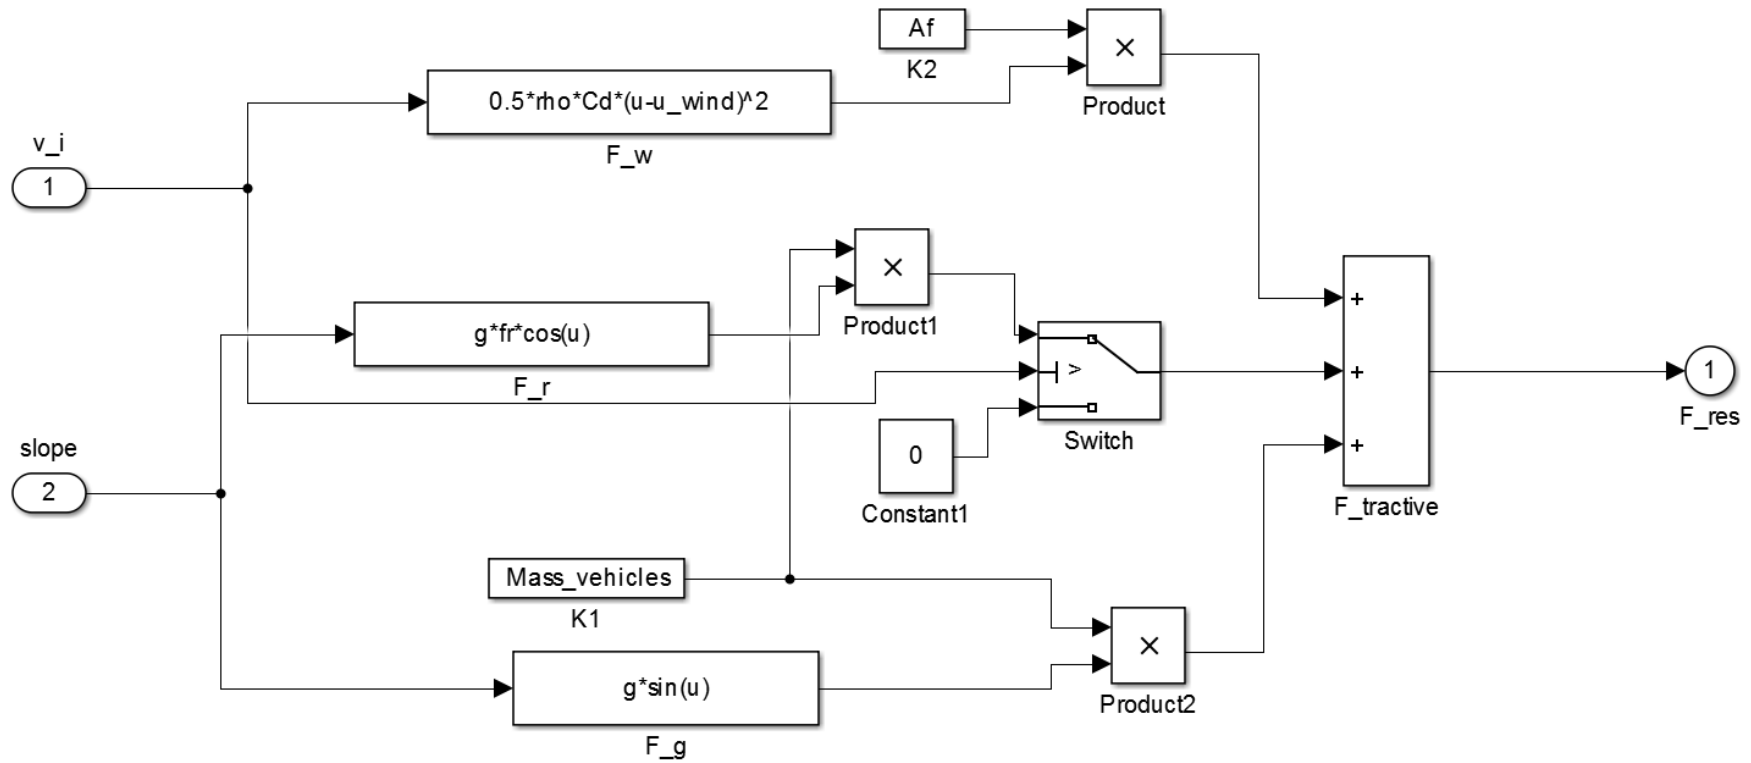 Af
K2
×
Product
0.5*rho*Cd*(u-u_wind)^2
F_w
v_i
1
×
Product1
g*fr*cos(u)
F_r
>
Switch
+
+
+
F_tractive
1
F_res
slope
2
0
Constant1
Mass_vehicles
K1
×
Product2
g*sin(u)
F_g